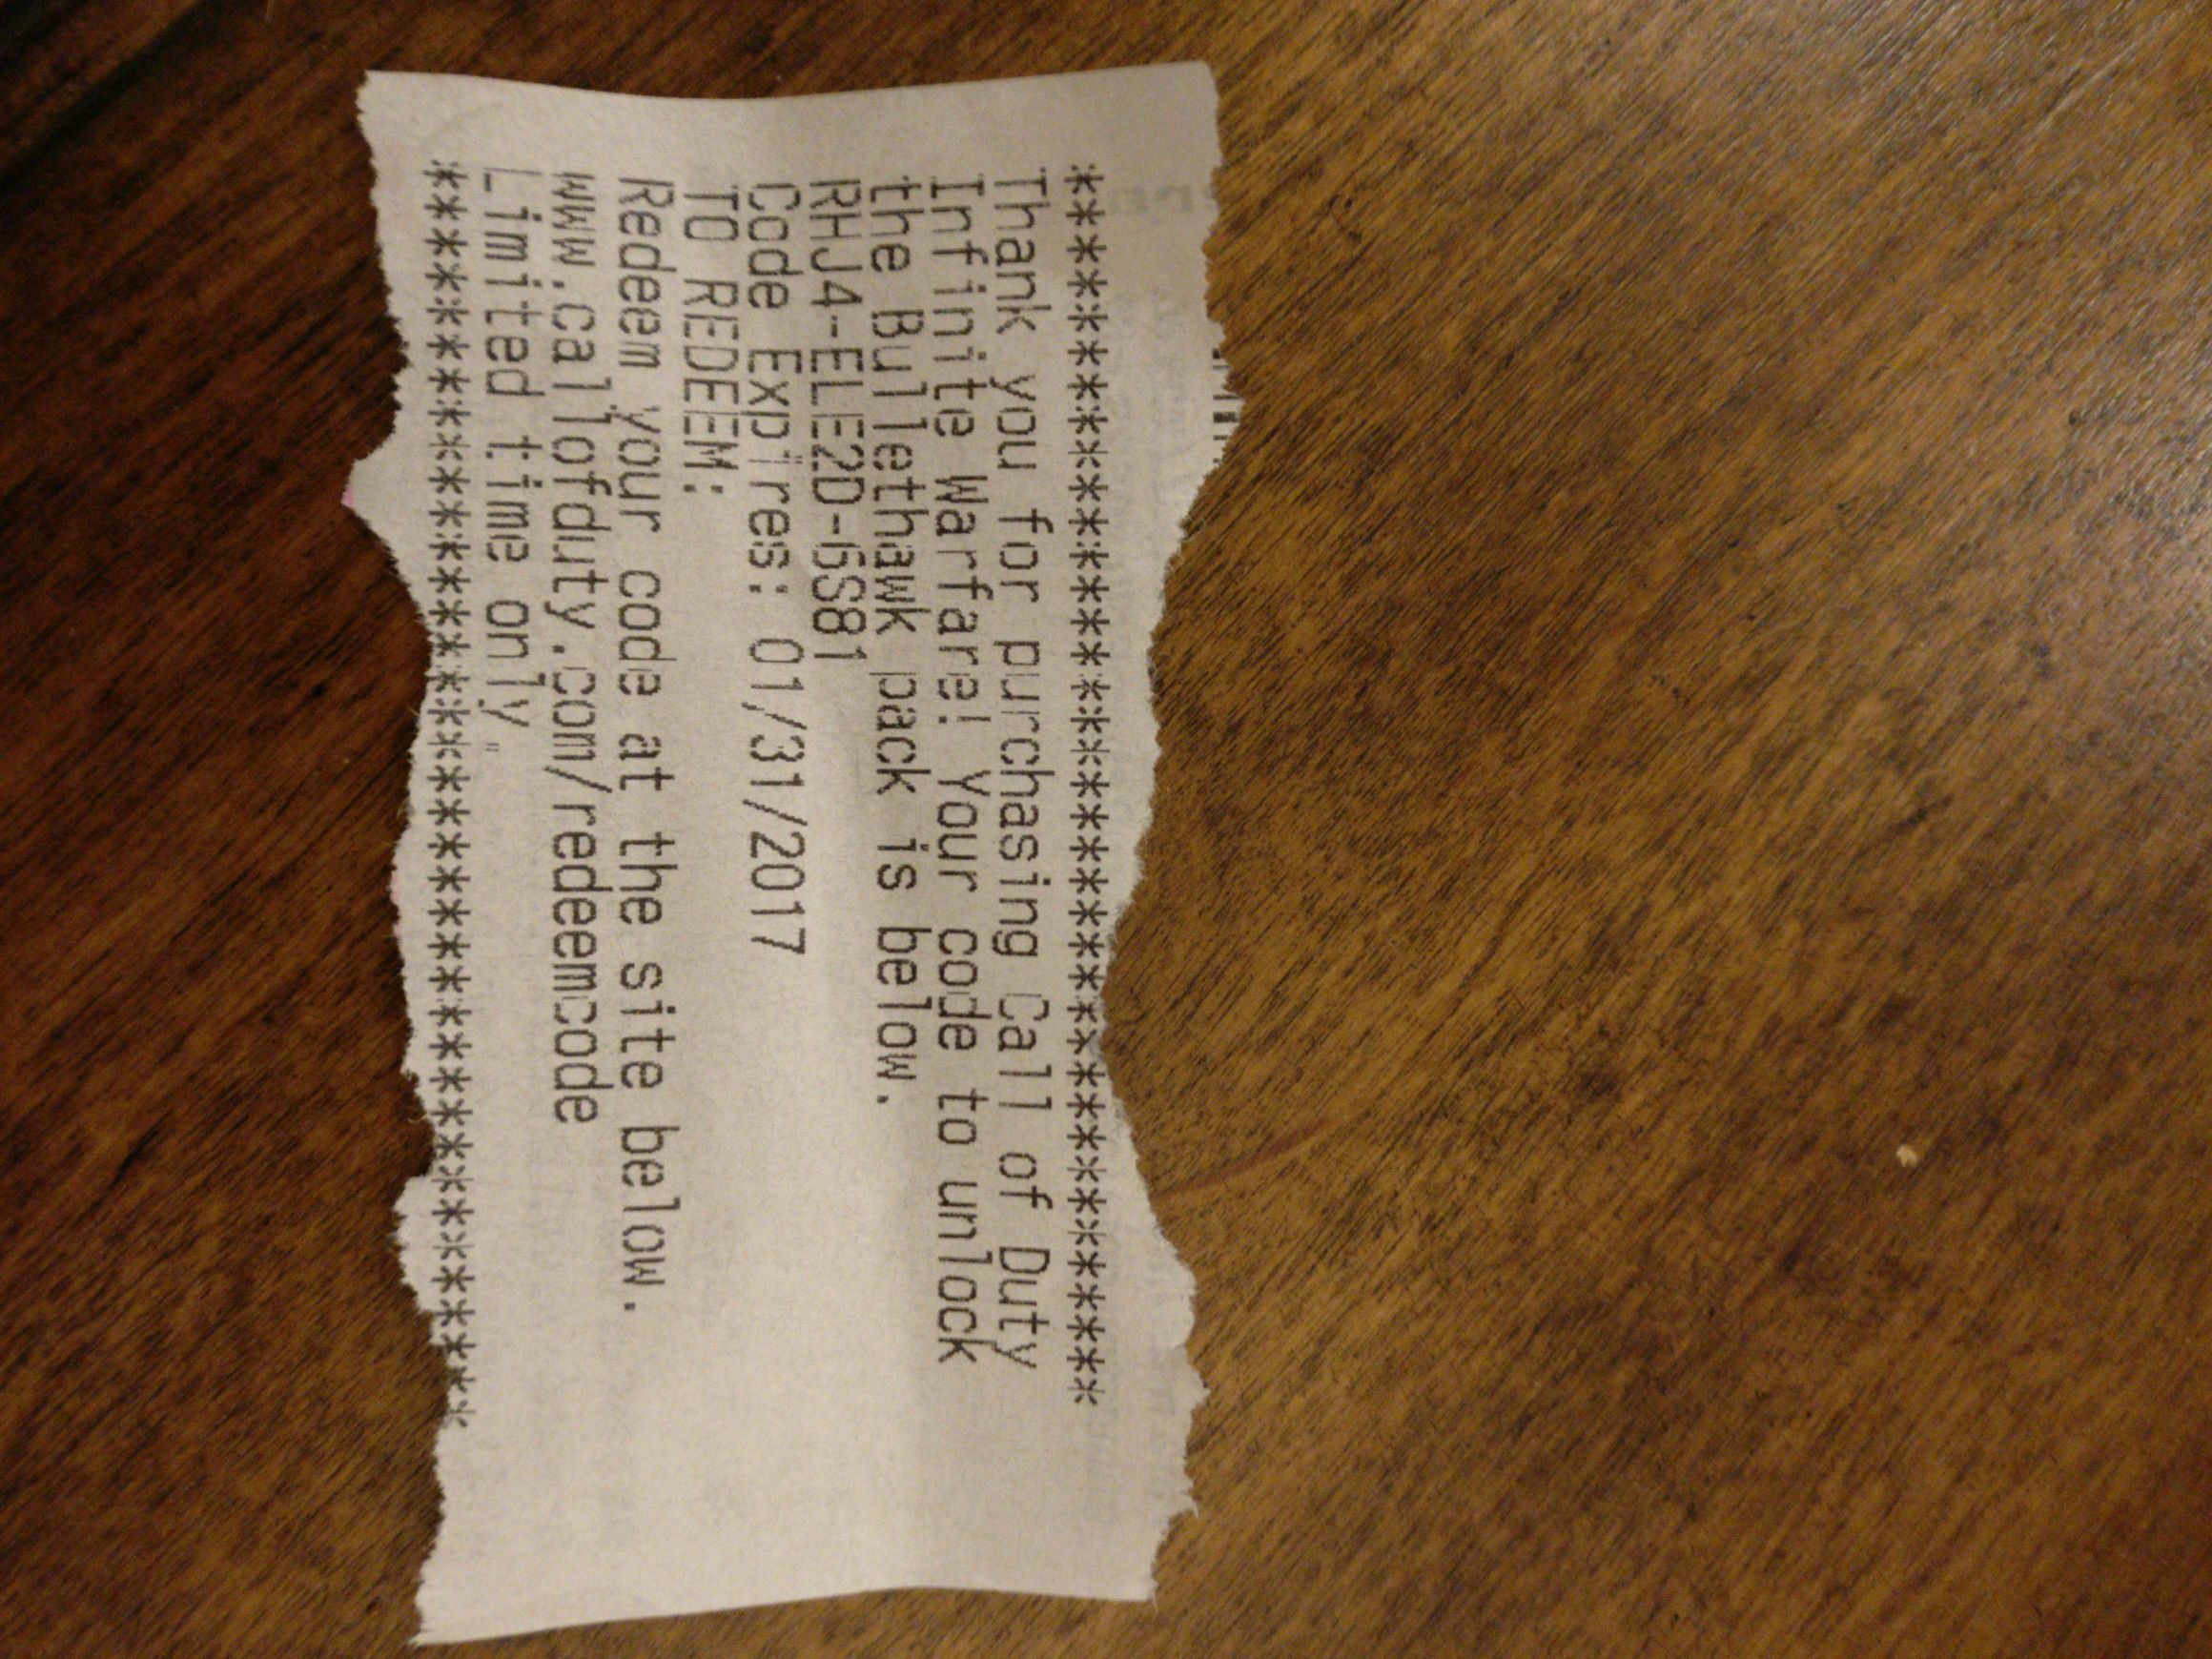 **************************************
Thank you for purchasing Call of Duty
Infinite Warfare! Your code to unlock
the Bullethawk pack is below.
RHJ4-ELE2D-6S81
Code Expires: 01/31/2017
TO REDEEM:
Redeem your code at the site below.
www.callofduty.com/redeemcode
Limited time only.
**************************************